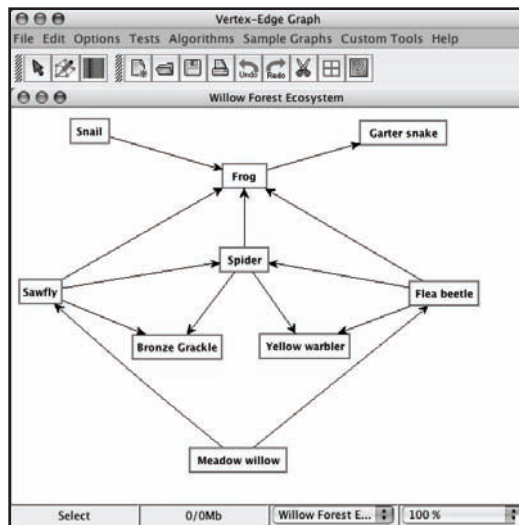 Vertex-Edge Graph
File Edit Options Tests Algorithms Sample Graphs Custom Tools Help
Undo Redo
Willow Forest Ecosystem
Snail
Garter snake
Frog
Spider
Sawfly
Flea beetle
Bronze Grackle
Yellow warbler
Meadow willow
Select 0/0Mb Willow Forest E... 100 %